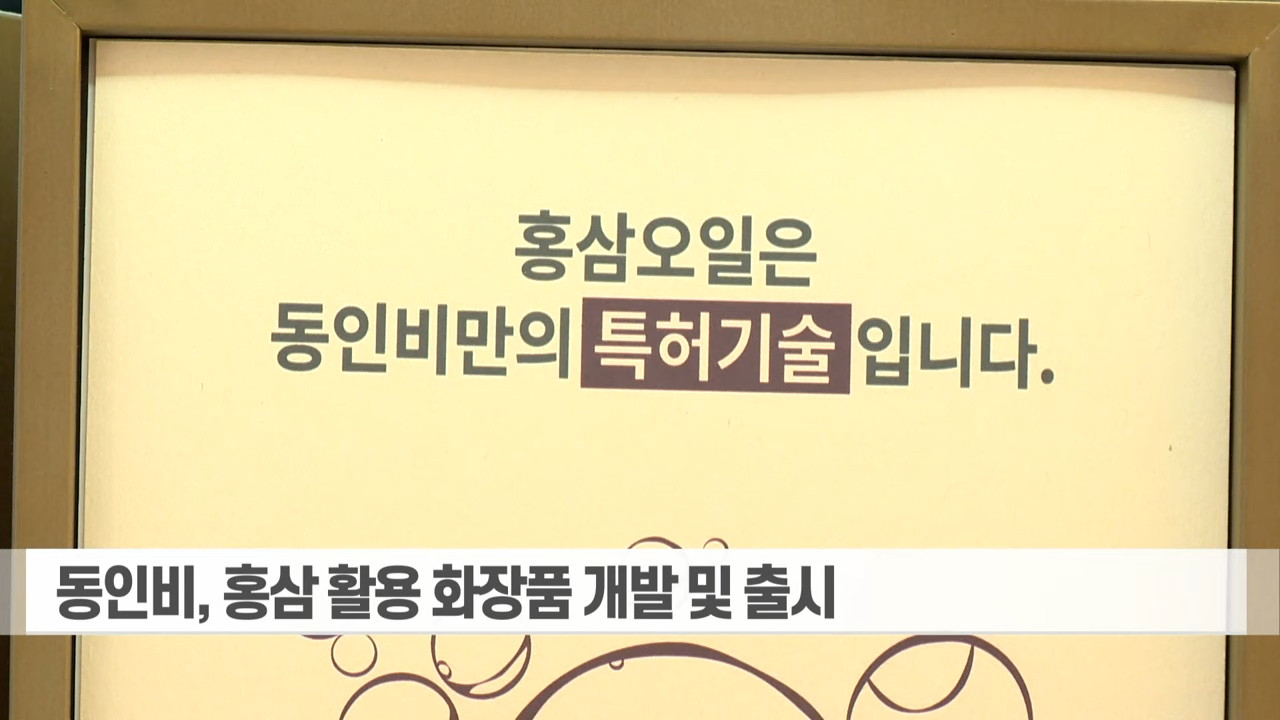 홍삼오일은
동인비만의 특허기술입니다.
동인비, 홍삼 활용 화장품 개발 및 출시